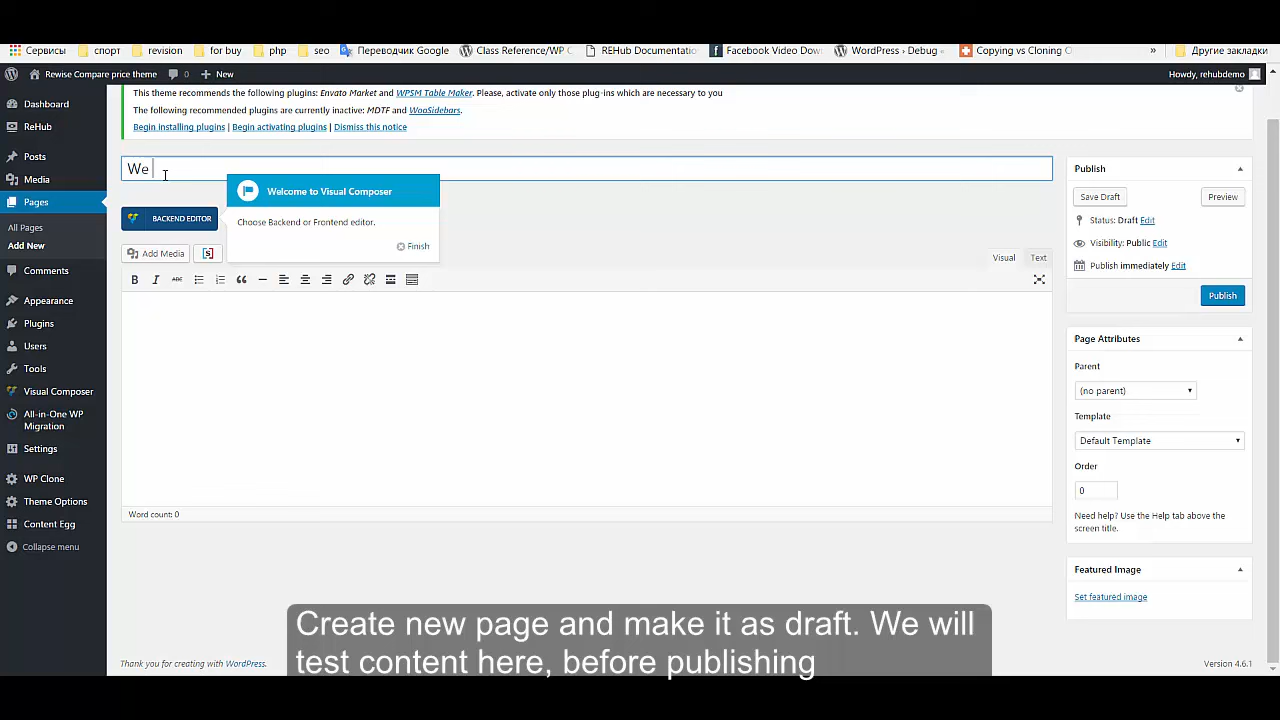 Сервисы спорт revision for buy php seo Переводчик Google Class Reference/WP C REHub Documentatio Facebook Video Dow WordPress › Debug « Copying vs Cloning C » Другие закладки
Rewise Compare price theme 0 New Howdy, rehubdemo
Dashboard
ReHub
Posts
Media
Pages
All Pages
Add New
Comments
Appearance
Plugins
Users
Tools
Visual Composer
All-in-One WP
Migration
Settings
WP Clone
Theme Options
Content Egg
Collapse menu
This theme recommends the following plugins: Envato Market and WPSM Table Maker. Please, activate only those plug-ins which are necessary to you
The following recommended plugins are currently inactive: MDTF and WooSidebars.
Begin installing plugins | Begin activating plugins | Dismiss this notice
We
Welcome to Visual Composer
BACKEND EDITOR
Choose Backend or Frontend editor.
Finish
Add Media
Visual Text
B I ABC
Word count: 0
Publish
Save Draft Preview
Status: Draft Edit
Visibility: Public Edit
Publish immediately Edit
Publish
Page Attributes
Parent
(no parent)
Template
Default Template
Order
0
Need help? Use the Help tab above the
screen title.
Featured Image
Set featured image
Create new page and make it as draft. We will
test content here, before publishing
Thank you for creating with WordPress. Version 4.6.1